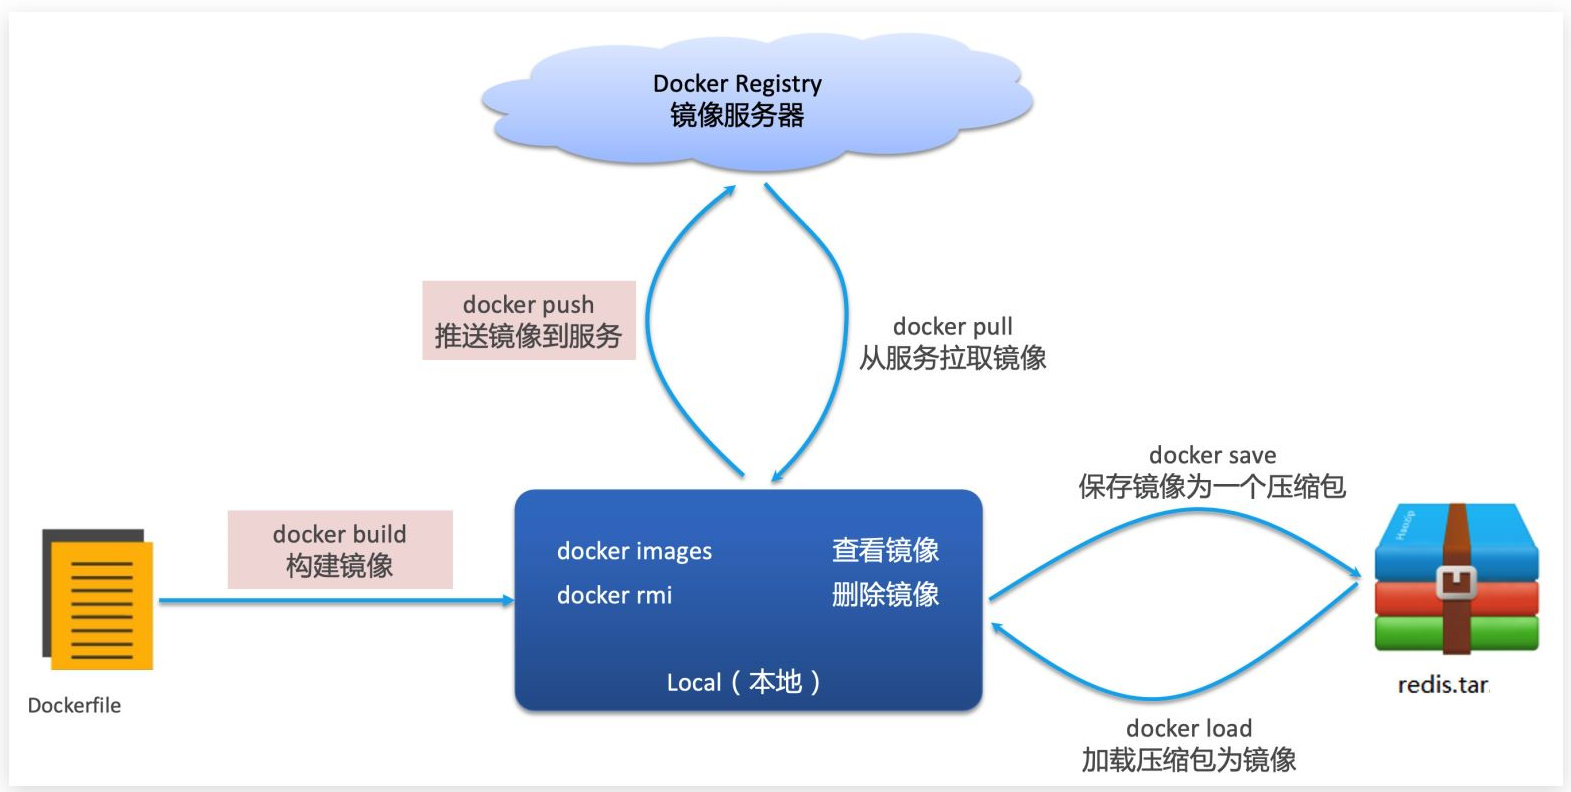 Docker Registry
镜像服务器
docker push
推送镜像到服务
docker pull
从服务拉取镜像
docker save
保存镜像为一个压缩包
docker build
构建镜像
docker images 查看镜像
docker rmi 删除镜像
Local（本地）
Haozip
Dockerfile
redis.tar
docker load
加载压缩包为镜像